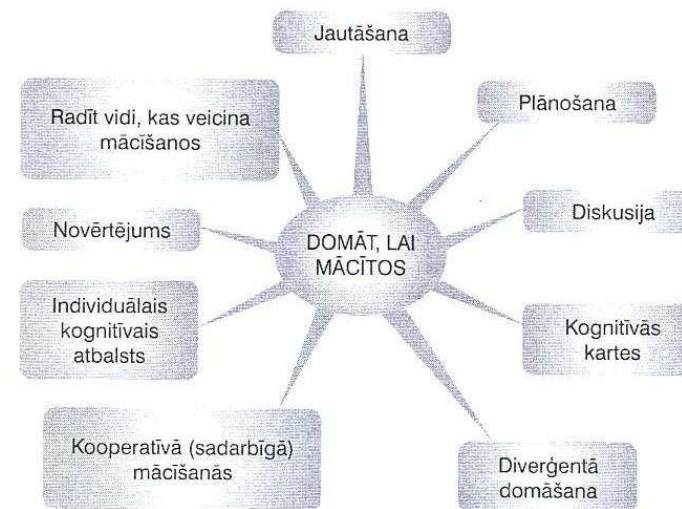 Jautāšana
Radīt vidi, kas veicina
mācīšanos
Plānošana
Novērtējums
DOMĀT, LAI
MĀCĪTOS
Diskusija
Individuālais
kognitīvais
atbalsts
Kognitīvās
kartes
Kooperatīvā (sadarbīgā)
mācīšanās
Diverģentā
domāšana